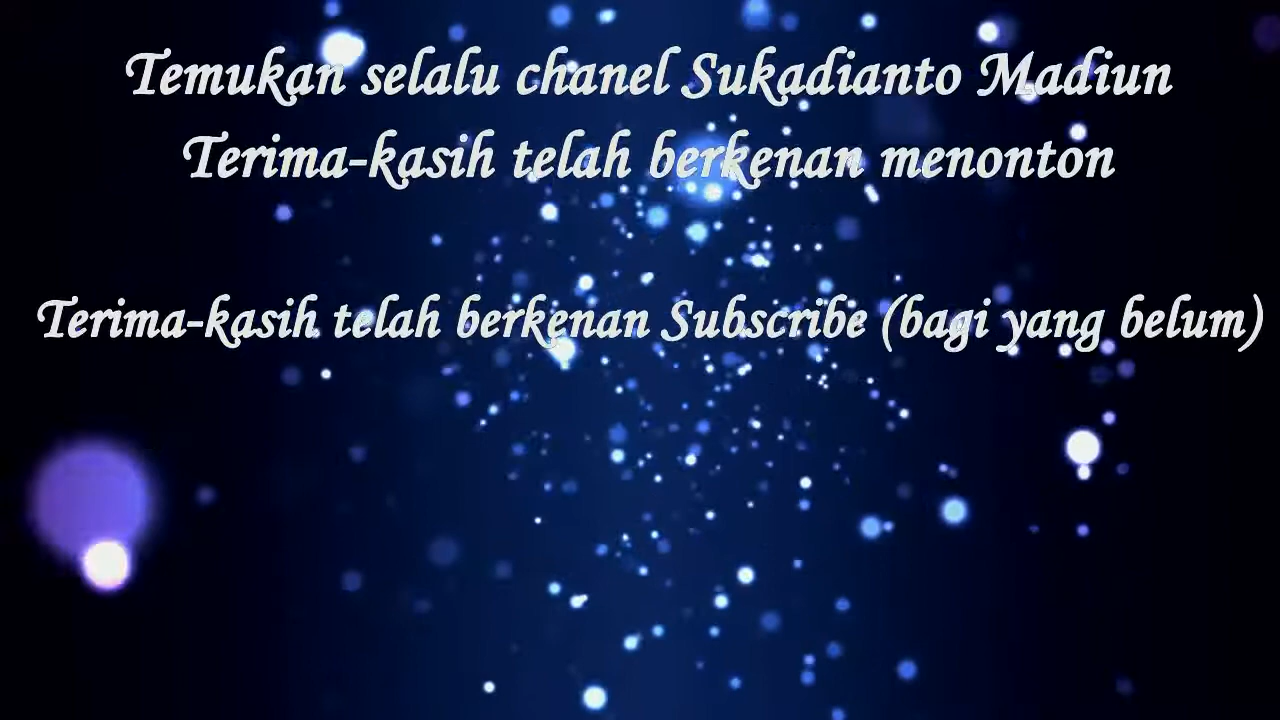 Temukan selalu chanel Sukadianto Madiun
Terima-kasih telah berkenan menonton
Terima-kasih telah berkenan Subscribe (bagi yang belum)